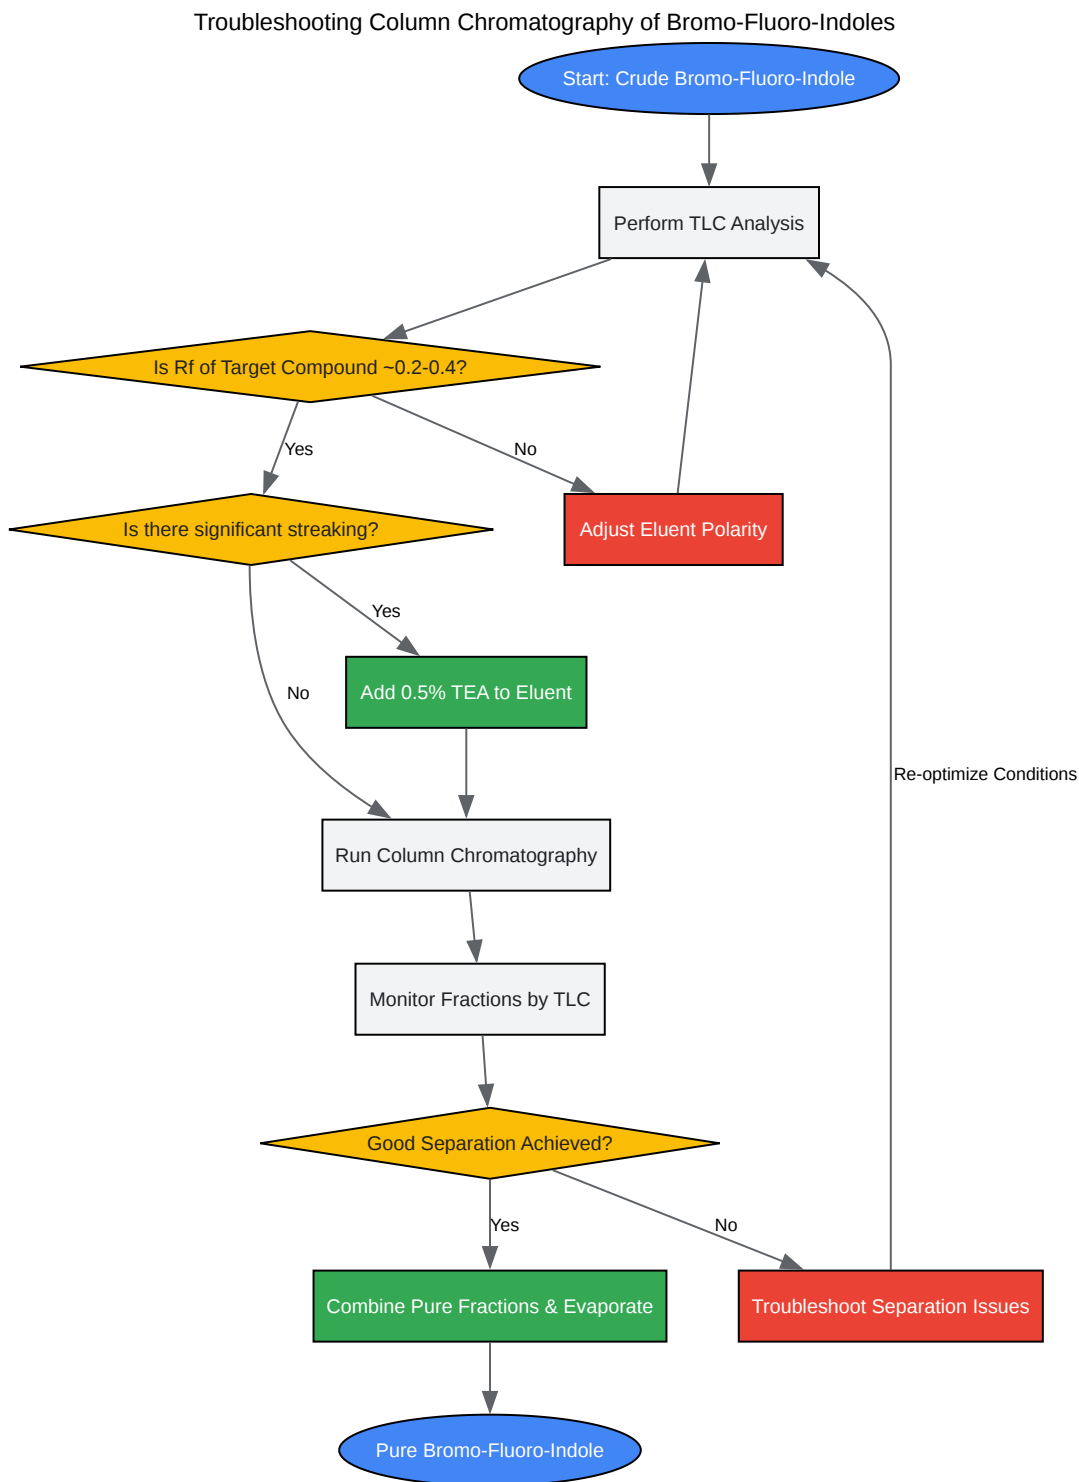 Troubleshooting Column Chromatography of Bromo-Fluoro-Indoles
Start: Crude Bromo-Fluoro-Indole
Perform TLC Analysis
Is Rf of Target Compound ~0.2-0.4?
Yes
No
Is there significant streaking?
Adjust Eluent Polarity
Yes
No
Add 0.5% TEA to Eluent
Re-optimize Conditions
Run Column Chromatography
Monitor Fractions by TLC
Good Separation Achieved?
Yes
No
Combine Pure Fractions & Evaporate
Troubleshoot Separation Issues
Pure Bromo-Fluoro-Indole